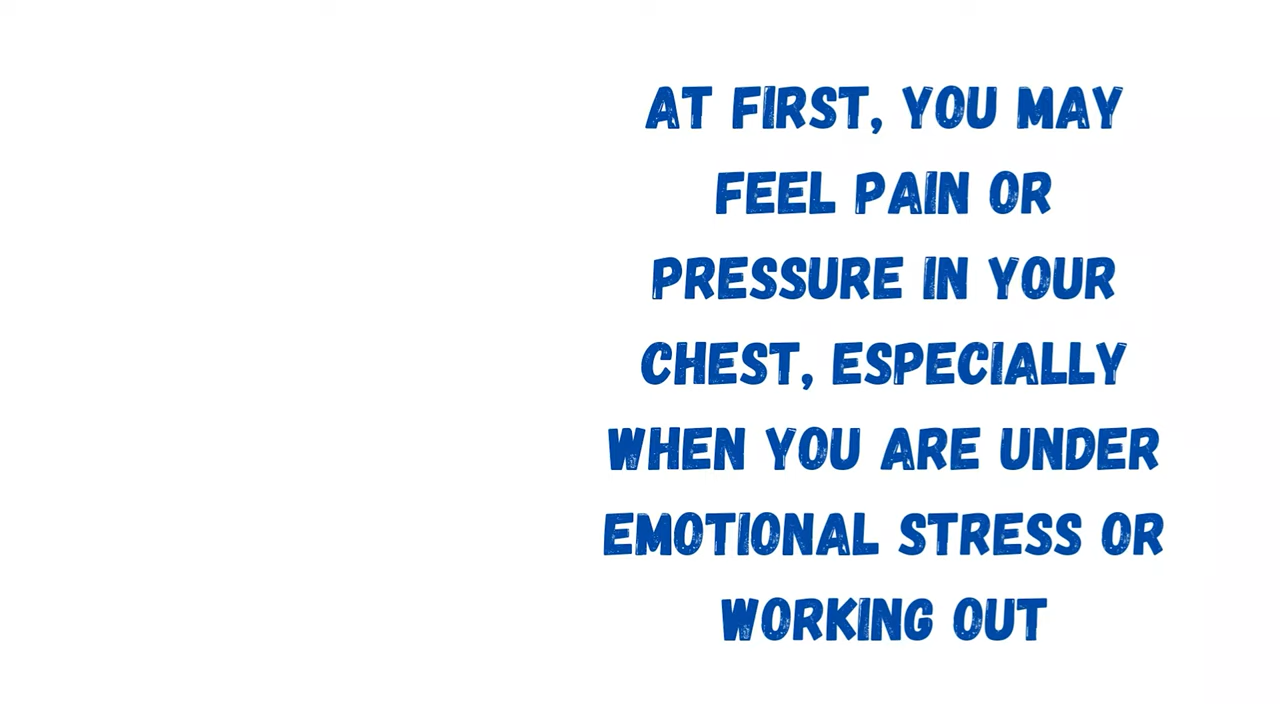 AT FIRST, YOU MAY
FEEL PAIN OR
PRESSURE IN YOUR
CHEST, ESPECIALLY
WHEN YOU ARE UNDER
EMOTIONAL STRESS OR
WORKING OUT